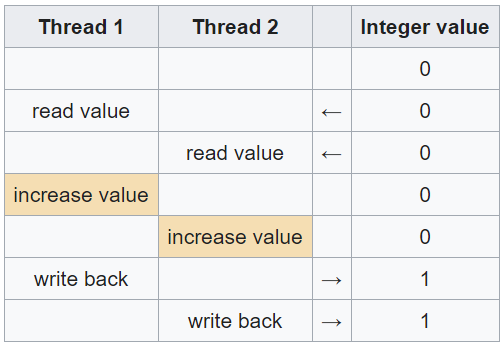 Thread 1 Thread 2 Integer value
0
read value ← 0
read value ← 0
increase value 0
increase value 0
write back → 1
write back → 1